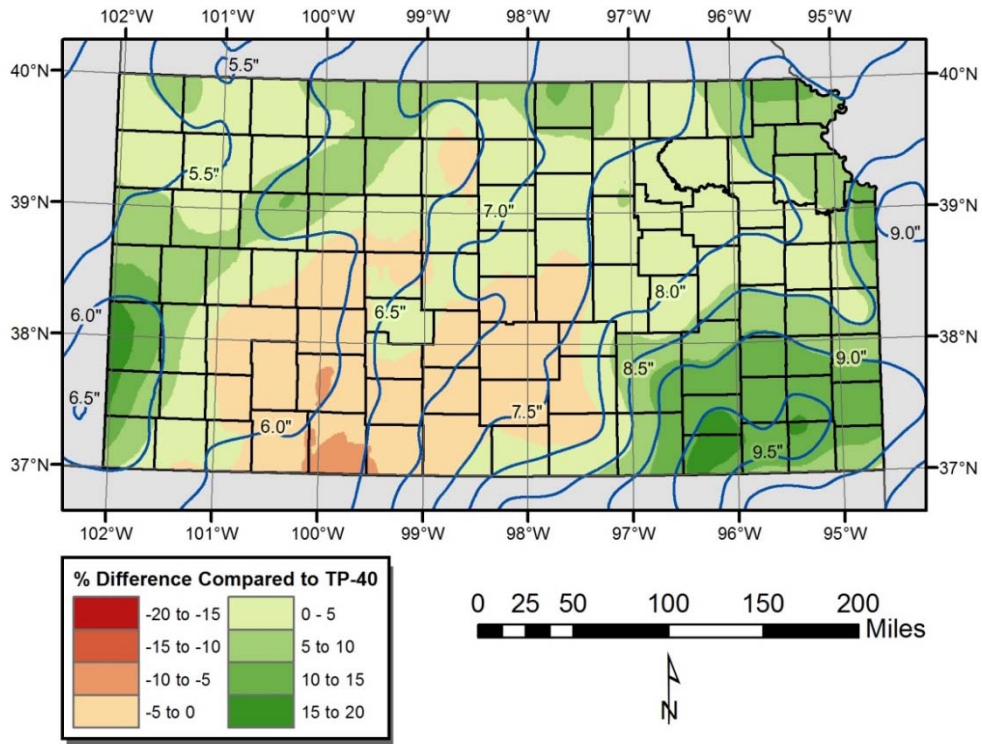 102°W 101°W 100°W 99°W 98°W 97°W 96°W 95°W
40°N 40°N
5.5"
5.5"
39°N 39°N
7.0"
9.0"
8.0"
6.0"
6.5"
38°N 38°N
9.0"
8.5"
6.5"
7.5"
6.0"
9.5"
37°N 37°N
102°W 101°W 100°W 99°W 98°W 97°W 96°W 95°W
% Difference Compared to TP-40
-20 to -15 0 - 5
-15 to -10 5 to 10
-10 to -5 10 to 15
-5 to 0 15 to 20
0 25 50 100 150 200
Miles
N